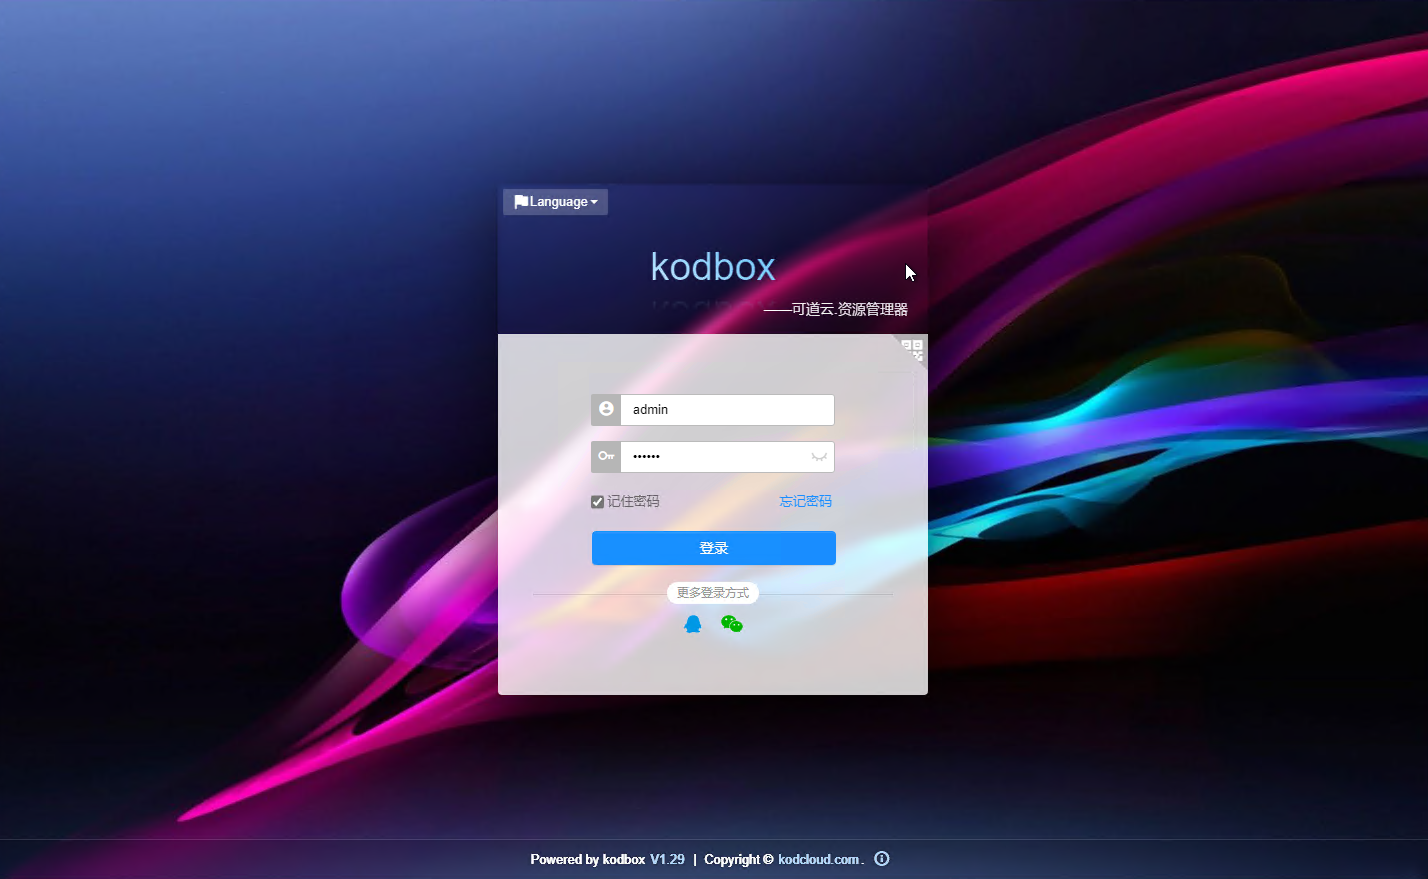 Language
kodbox
——可道云.资源管理器
admin
••••••
记住密码 忘记密码
登录
更多登录方式
Powered by kodbox V1.29 | Copyright © kodcloud.com.